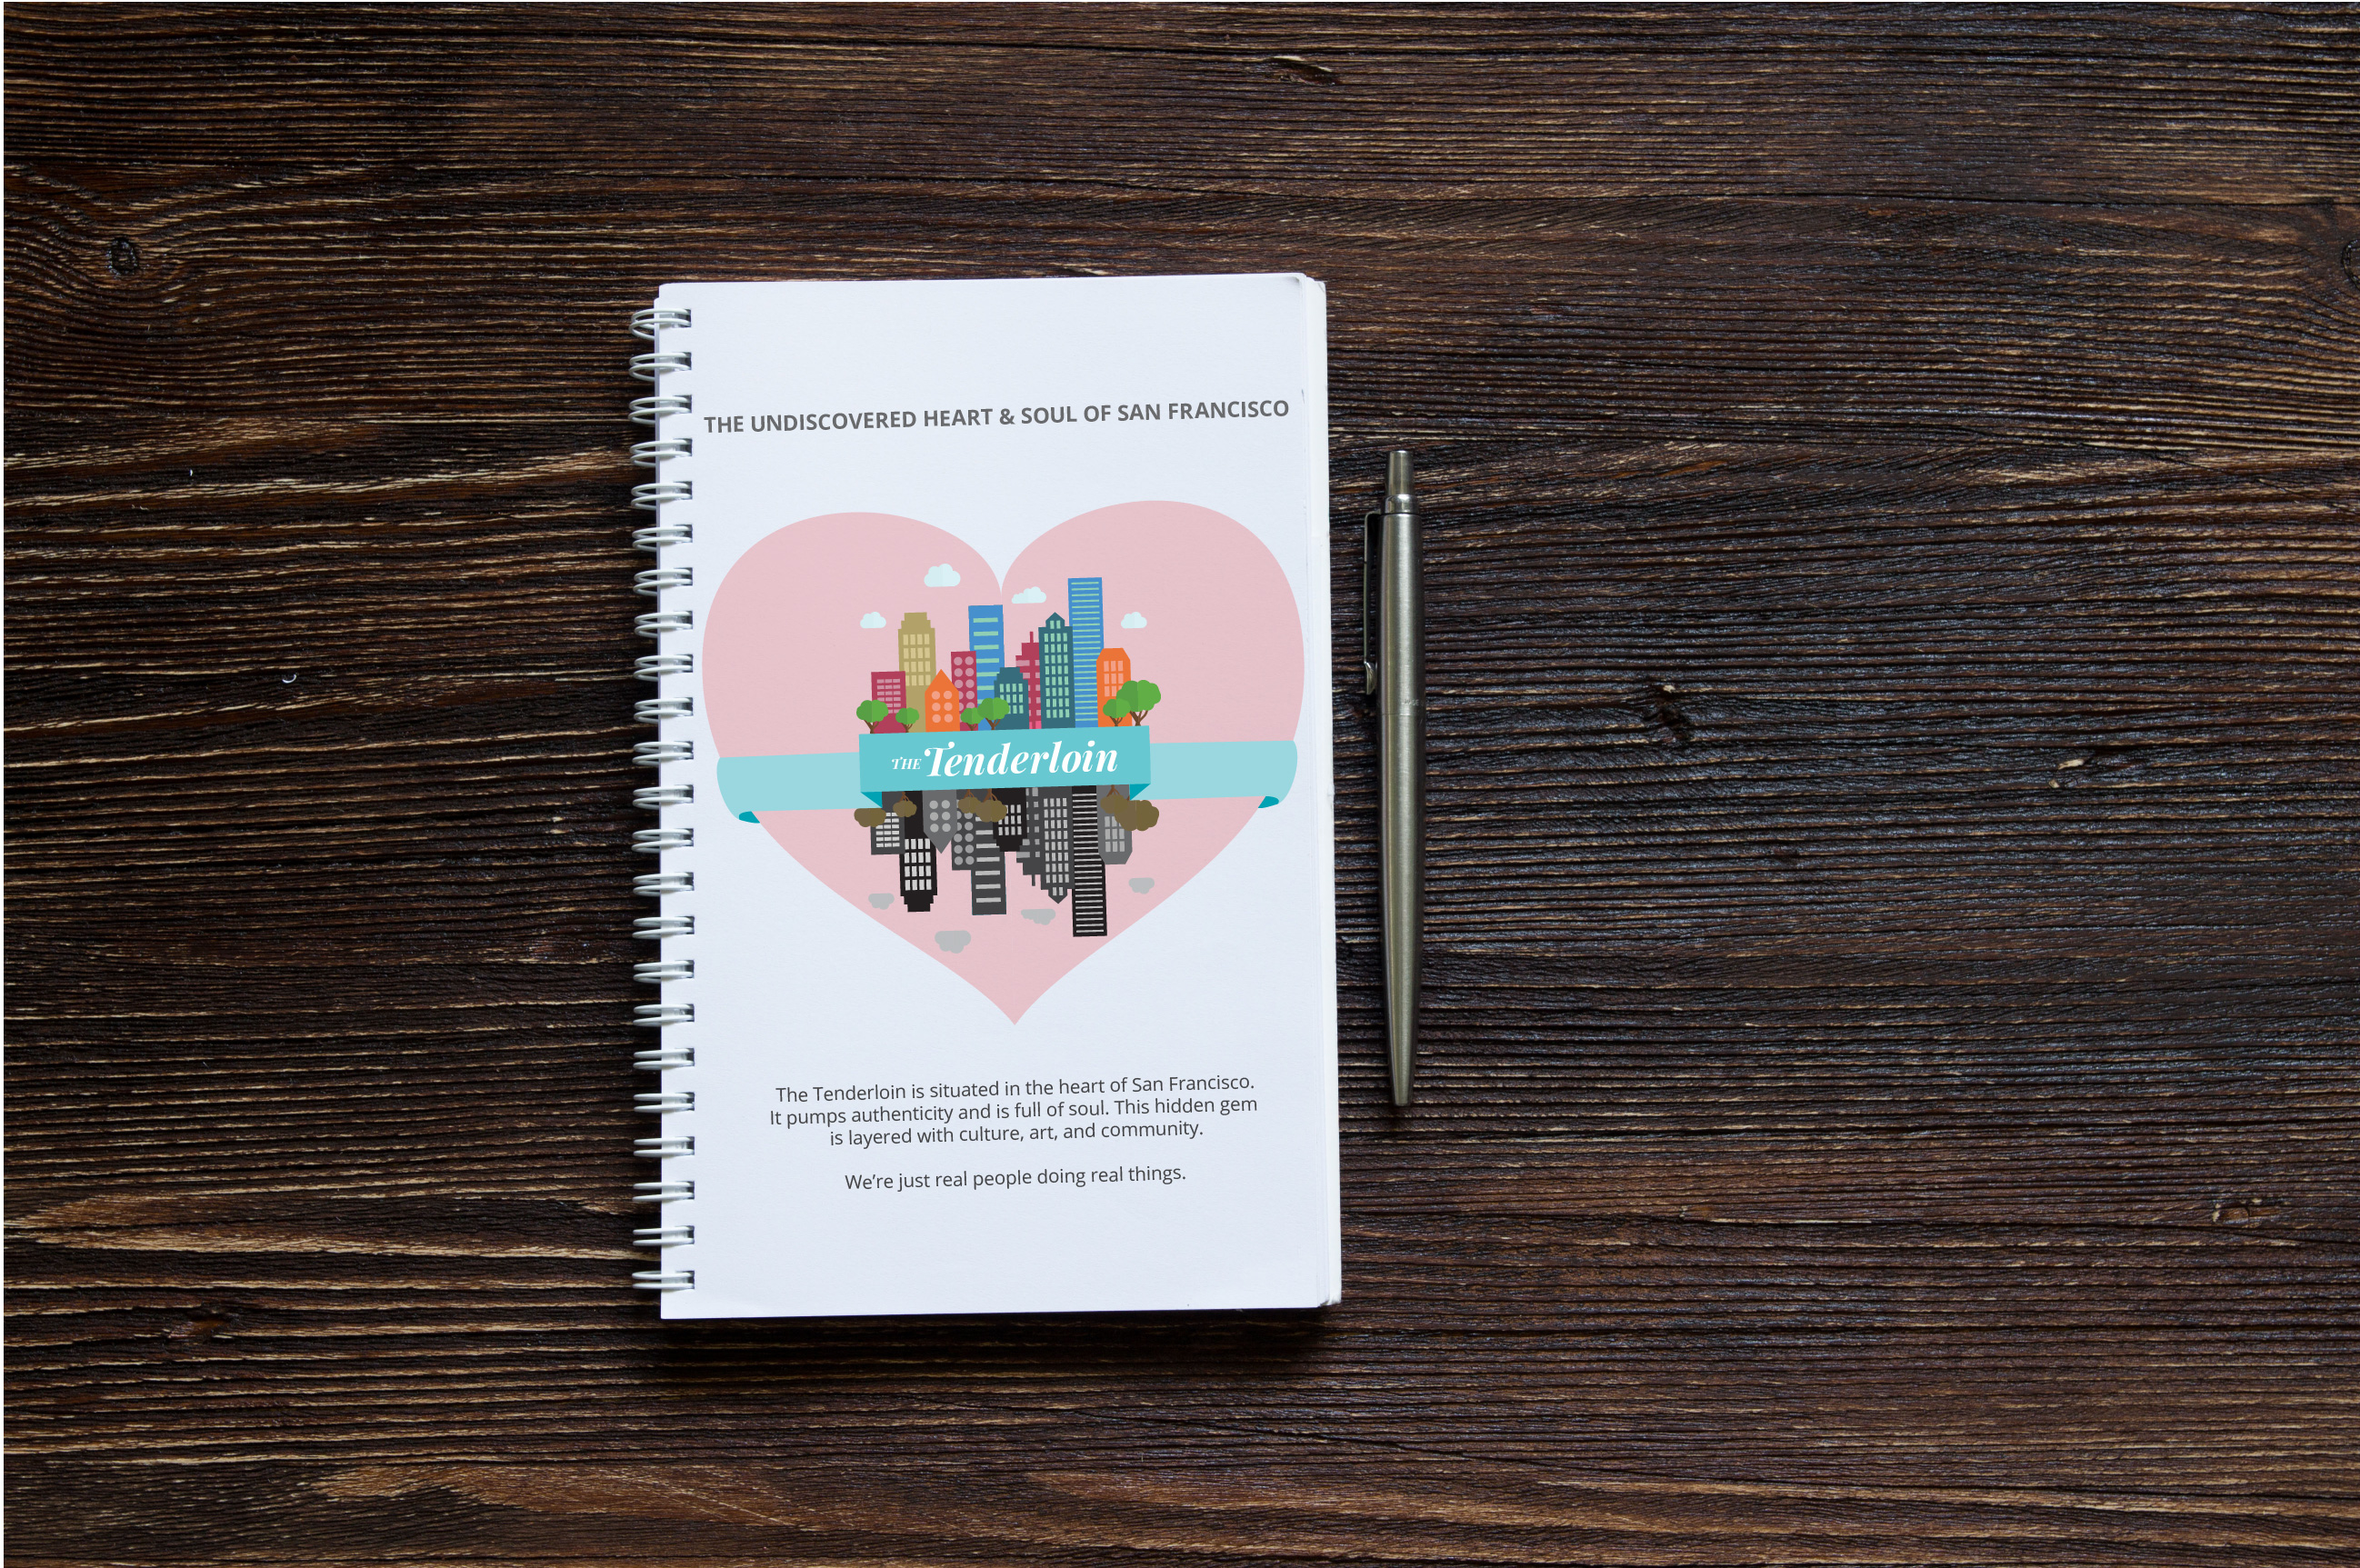 THE UNDISCOVERED HEART & SOUL OF SAN FRANCISCO
THE Tenderloin
The Tenderloin is situated in the heart of San Francisco.
It pumps authenticity and is full of soul. This hidden gem
is layered with culture, art, and community.
We’re just real people doing real things.